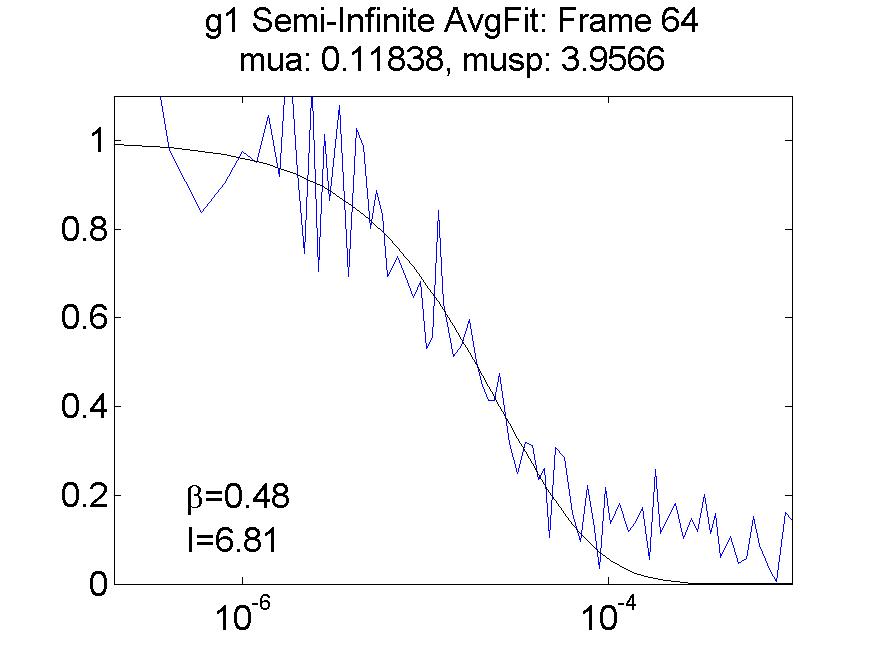 g1 Semi-Infinite AvgFit: Frame 64
mua: 0.11838, musp: 3.9566
1
0.8
0.6
0.4
0.2
0
β=0.48
I=6.81
10^-6
10^-4